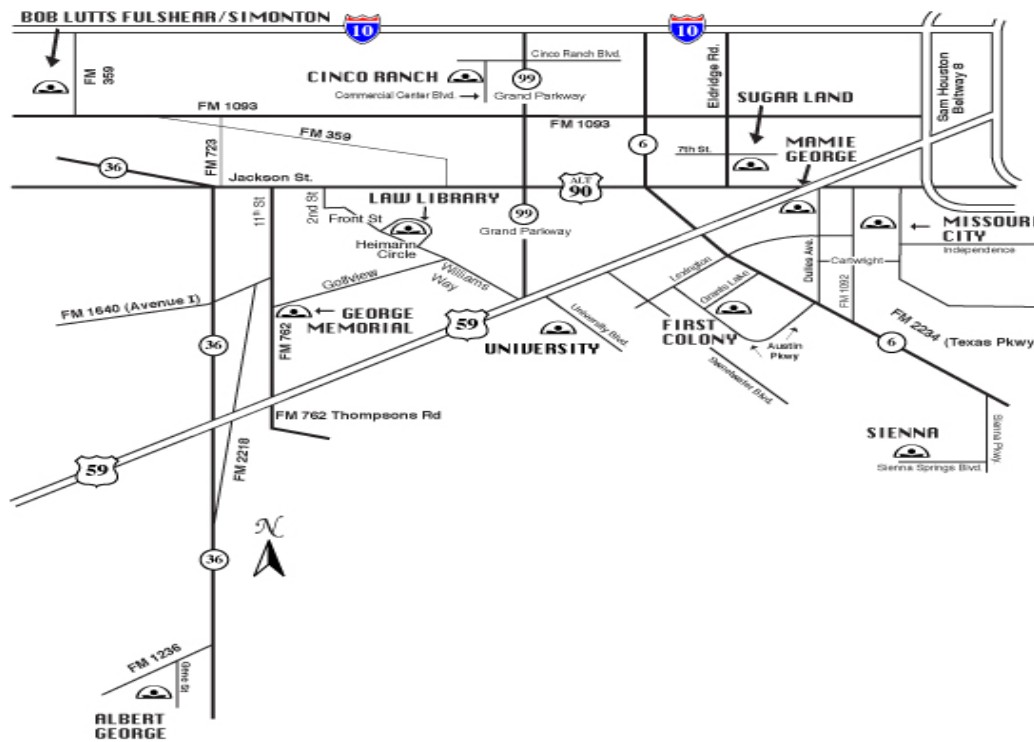 BOB LUTTS FULSHEAR/SIMONTON
10
10
FM 359
CINCO RANCH
Cinco Ranch Blvd.
99
Commercial Center Blvd.
Grand Parkway
Eldridge Rd.
Sam Houston
Beltway 8
SUGAR LAND
FM 1093
FM 1093
FM 359
FM 723
6
7th St.
MAMIE
GEORGE
36
Jackson St.
ALT
90
11th St
2nd St
LAW LIBRARY
Front St
99
Grand Parkway
Heimann
Circle
MISSOURI
CITY
Independence
Dulles Ave.
Cartwright
FM 1092
Lexington
Grants Lake
Golfview
Williams
Way
FM 1640 (Avenue I)
GEORGE
MEMORIAL
FM 762
59
UNIVERSITY
University Blvd.
FIRST
COLONY
Austin
Pkwy
Sweetwater Blvd.
FM 2234 (Texas Pkwy
6
36
FM 762 Thompsons Rd
SIENNA
Sienna Springs Blvd.
Sienna Pkwy.
59
FM 2218
N
36
FM 1236
Gene St
ALBERT
GEORGE